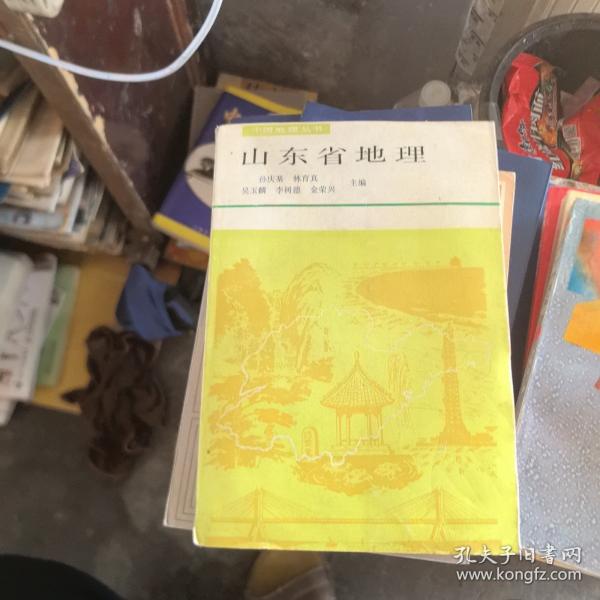 中国地理丛书
山东省地理
孙庆基 林育真
吴玉麟 李树德 金荣兴 主编
孔夫子旧书网
www.kongfz.com